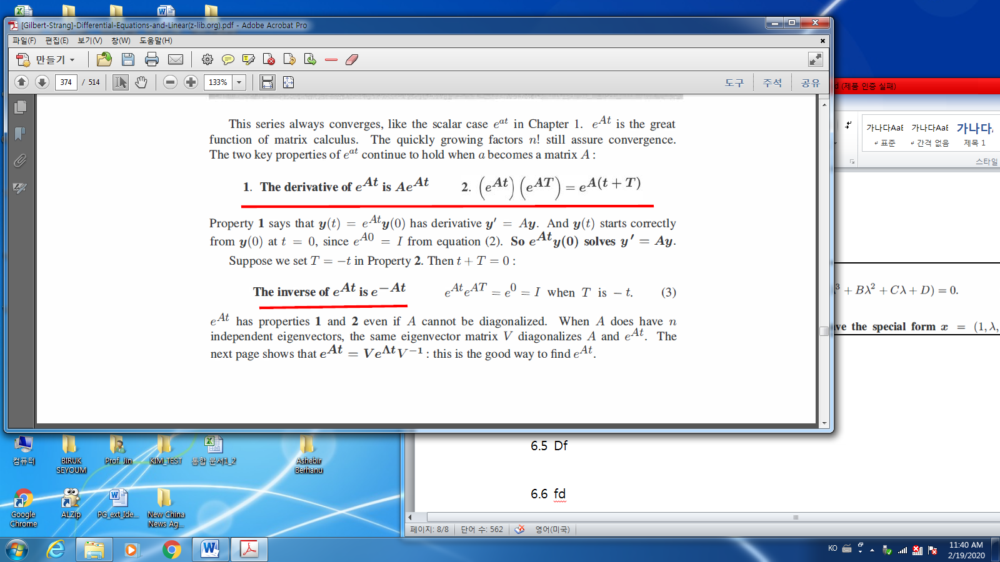 [Gilbert-Strang]-Differential-Equations-and-Linear(z-lib.org).pdf - Adobe Acrobat Pro
파일(F) 편집(E) 보기(V) 창(W) 도움말(H)
만들기
374 / 514 133% 도구 주석 공유
This series always converges, like the scalar case e^{at} in Chapter 1. e^{At} is the great
function of matrix calculus. The quickly growing factors n! still assure convergence.
The two key properties of e^{at} continue to hold when a becomes a matrix A :
1. The derivative of e^{At} is Ae^{At} 2. (e^{At}) (e^{AT}) = e^{A(t + T)}
Property 1 says that y(t) = e^{At}y(0) has derivative y′ = Ay. And y(t) starts correctly
from y(0) at t = 0, since e^{A0} = I from equation (2). So e^{At}y(0) solves y′ = Ay.
Suppose we set T = −t in Property 2. Then t + T = 0 :
The inverse of e^{At} is e^{−At} e^{At}e^{AT} = e^0 = I when T is − t. (3)
e^{At} has properties 1 and 2 even if A cannot be diagonalized. When A does have n
independent eigenvectors, the same eigenvector matrix V diagonalizes A and e^{At}. The
next page shows that e^{At} = Ve^{Λt}V^{−1} : this is the good way to find e^{At}.
d (제품 인증 실패)
가나다AaB 가나다AaB 가나다
표준 간격 없음 제목 1
스타일
^3 + Bλ^2 + Cλ + D) = 0.
ve the special form x = (1, λ,
6.5 Df
6.6 fd
페이지: 8/8 단어 수: 562 영어(미국)
컴퓨터
BIRUK
SEYOUM
Prof. Jin
KIM_TEST
통합 문서1_2
Ashebir
Berhanu
Google
Chrome
ALZip
PG_ext_Ide...
New China
News Ag...
KO
11:40 AM
2/19/2020